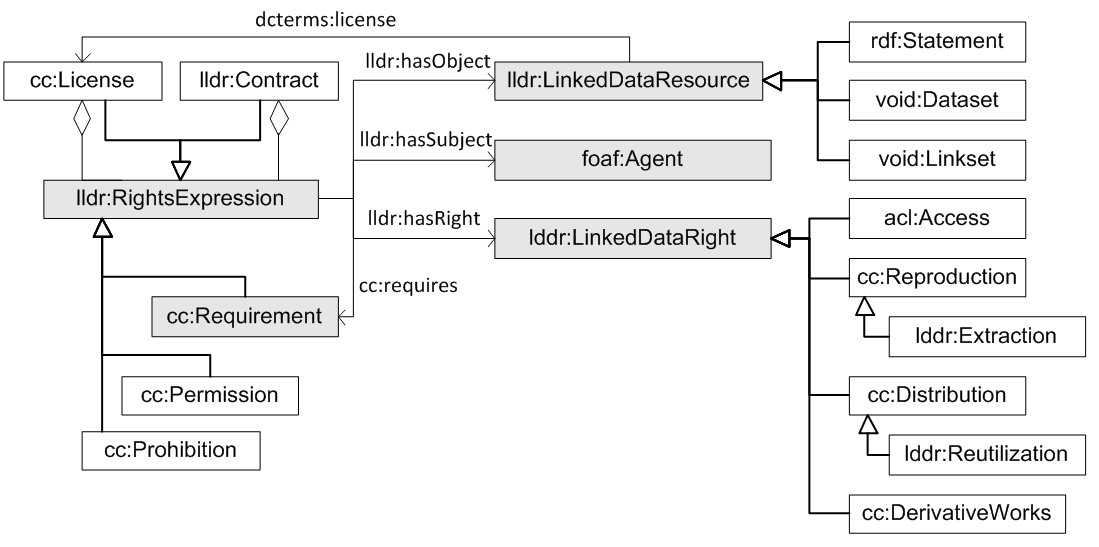 dcterms:license
rdf:Statement
cc:License
lldr:Contract
lldr:hasObject
lldr:LinkedDataResource
void:Dataset
lldr:hasSubject
foaf:Agent
void:Linkset
lldr:RightsExpression
lldr:hasRight
lddr:LinkedDataRight
acl:Access
cc:requires
cc:Reproduction
cc:Requirement
lddr:Extraction
cc:Permission
cc:Distribution
cc:Prohibition
lddr:Reutilization
cc:DerivativeWorks